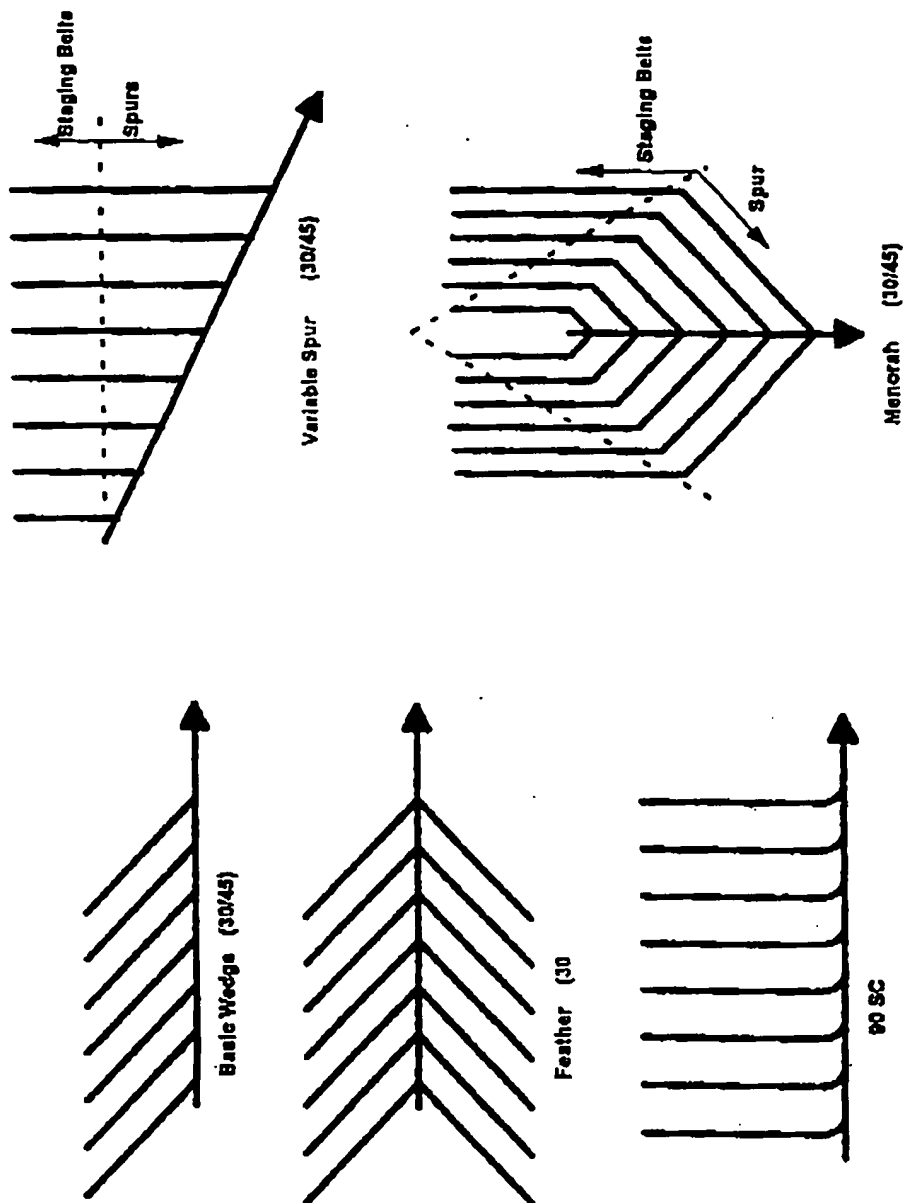 Staging Belts
Spurs
Variable Spur (30/45)
Staging Belts
Spur
Menorah (30/45)
Basic Wedge (30/45)
Feather (30
90 SC